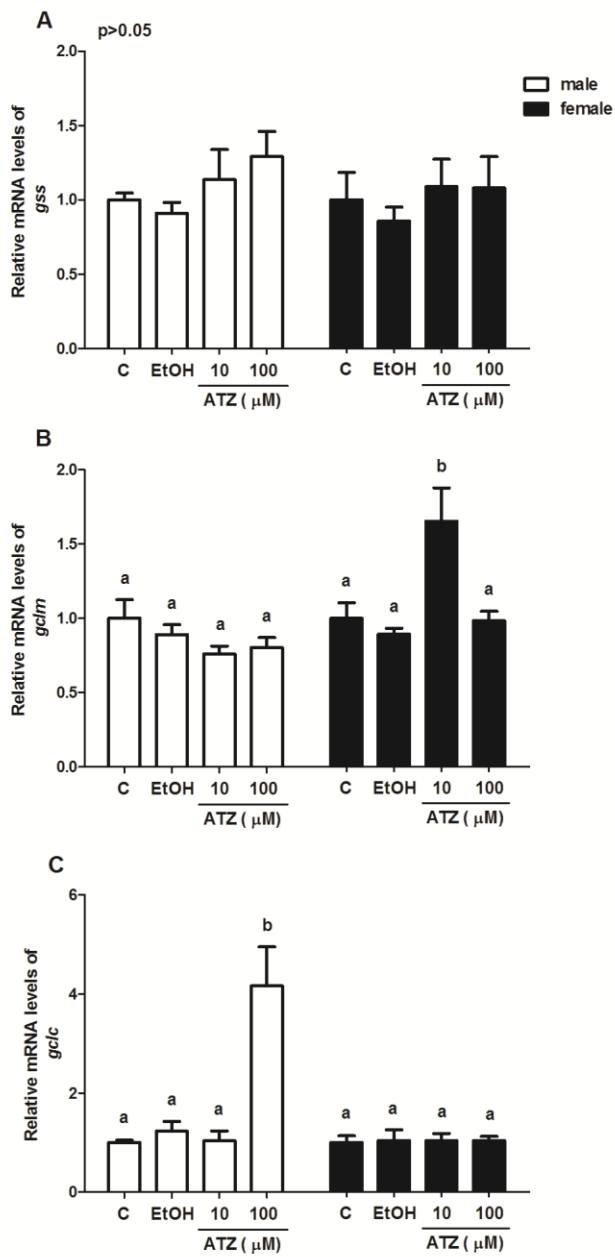 A
p>0.05
male
female
Relative mRNA levels of
gss
2.0
1.5
1.0
0.5
0.0
C EtOH 10 100 C EtOH 10 100
ATZ ( μM) ATZ ( μM)
B
Relative mRNA levels of
gclm
2.0
1.5
1.0
0.5
0.0
a a a a a a b a
C EtOH 10 100 C EtOH 10 100
ATZ ( μM) ATZ ( μM)
C
Relative mRNA levels of
gclc
6
4
2
0
a a a b a a a a
C EtOH 10 100 C EtOH 10 100
ATZ ( μM) ATZ ( μM)